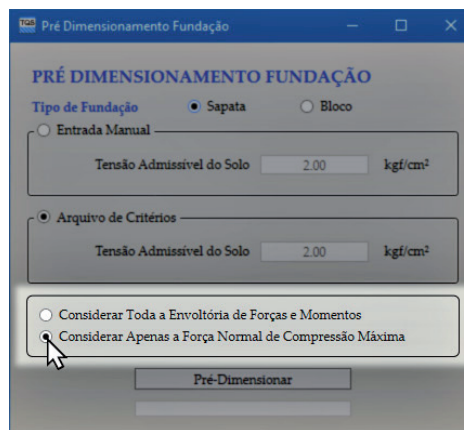 TQS Pré Dimensionamento Fundação
PRÉ DIMENSIONAMENTO FUNDAÇÃO
Tipo de Fundação Sapata Bloco
Entrada Manual
Tensão Admissível do Solo 2.00 kgf/cm²
Arquivo de Critérios
Tensão Admissível do Solo 2.00 kgf/cm²
Considerar Toda a Envoltória de Forças e Momentos
Considerar Apenas a Força Normal de Compressão Máxima
Pré-Dimensionar